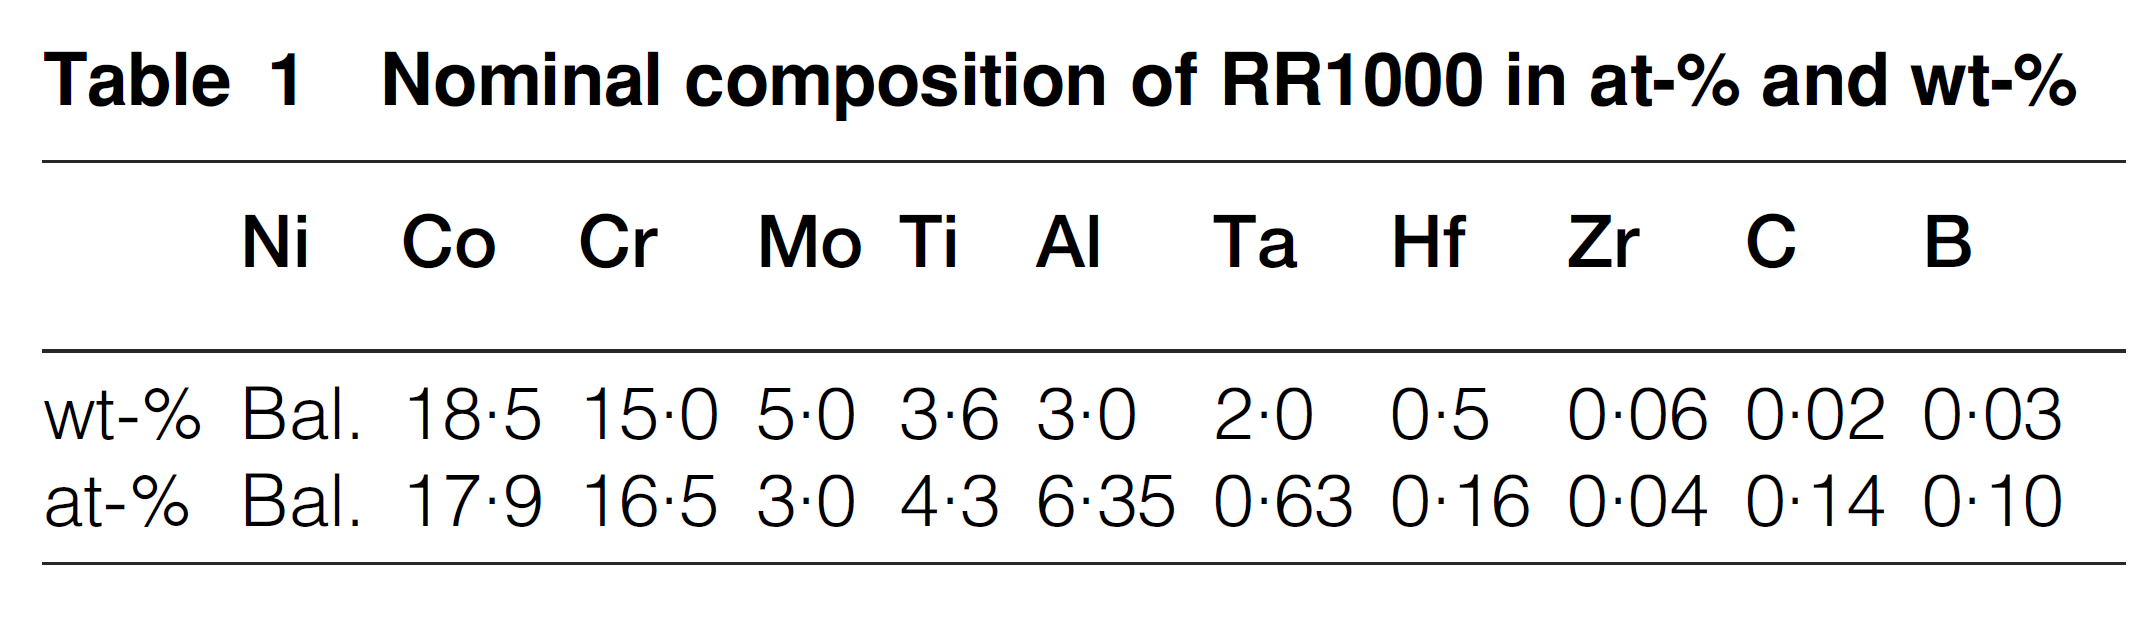 Table 1 Nominal composition of RR1000 in at-% and wt-%
Ni Co Cr Mo Ti Al Ta Hf Zr C B
wt-% Bal. 18·5 15·0 5·0 3·6 3·0 2·0 0·5 0·06 0·02 0·03
at-% Bal. 17·9 16·5 3·0 4·3 6·35 0·63 0·16 0·04 0·14 0·10